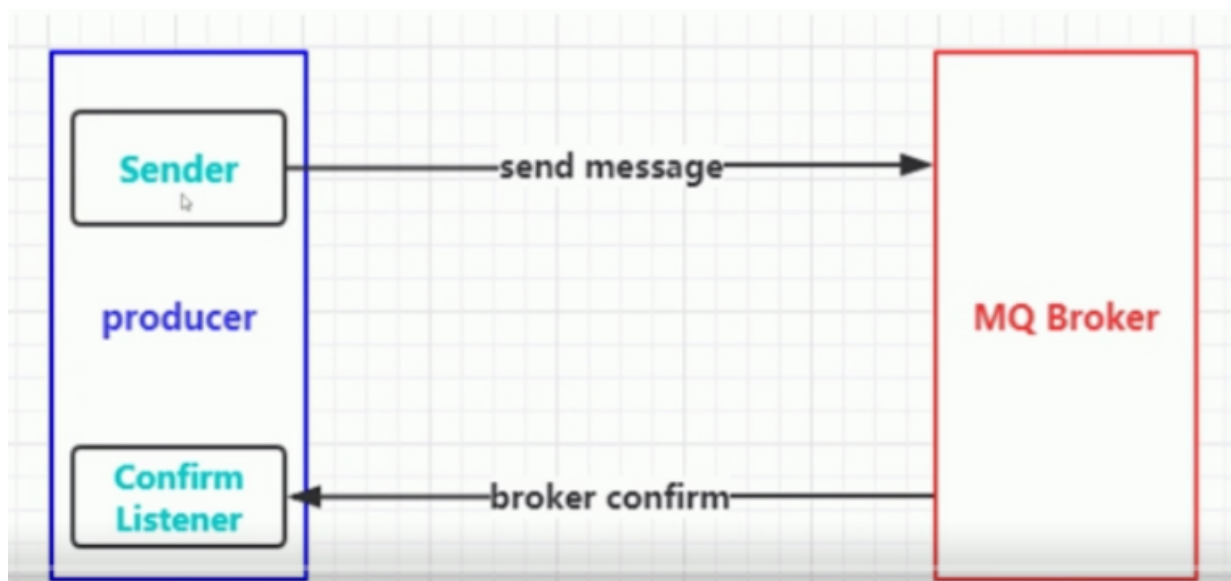 Sender
send message
producer
MQ Broker
Confirm
Listener
broker confirm